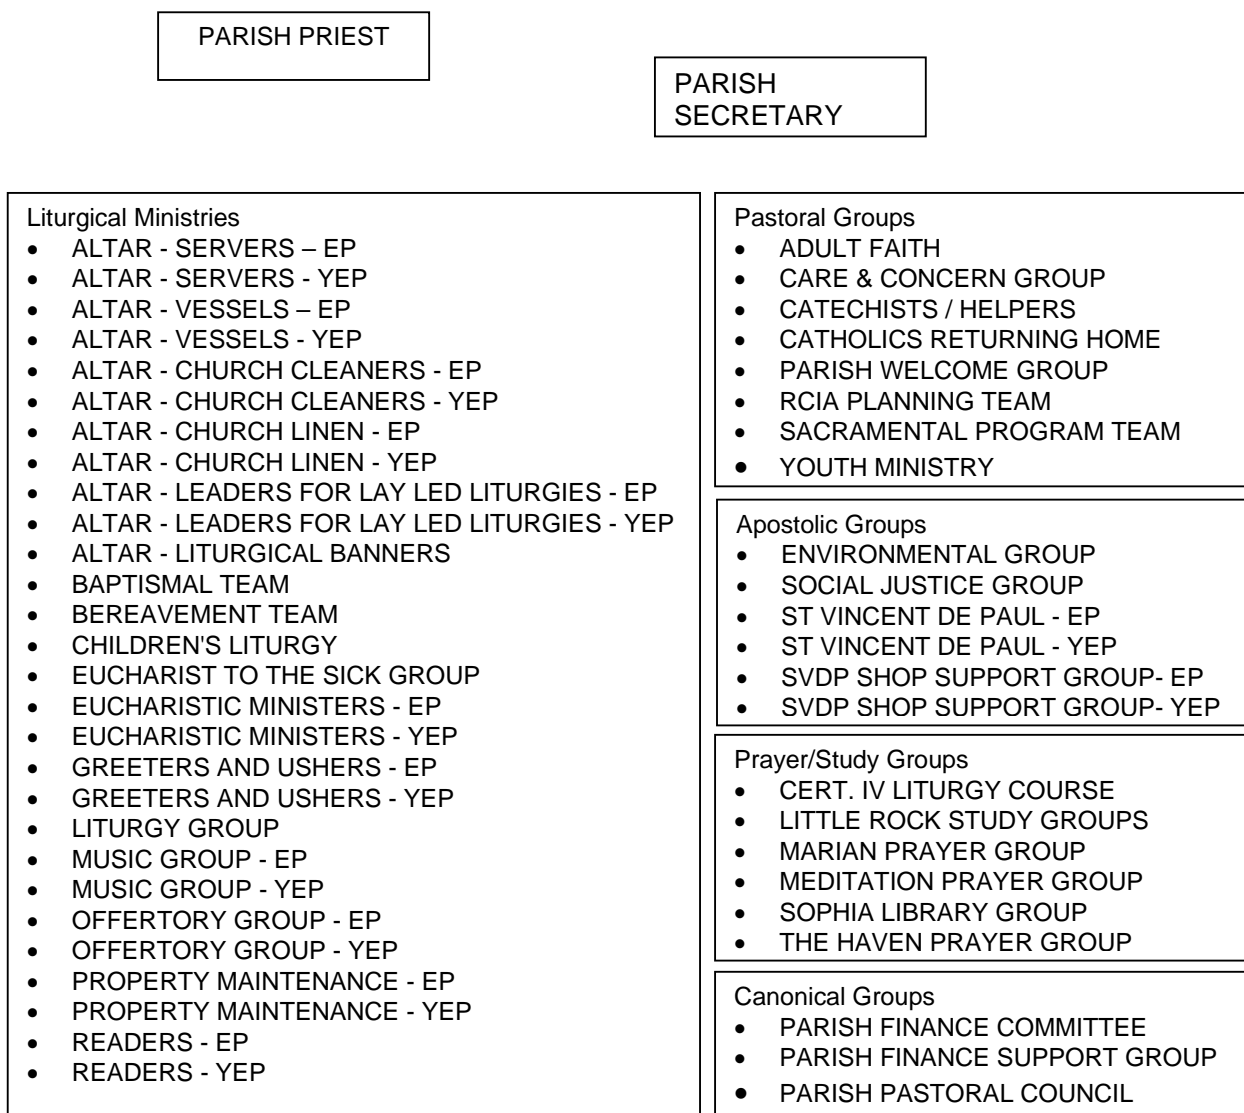 PARISH PRIEST
PARISH
SECRETARY
Liturgical Ministries
• ALTAR - SERVERS – EP
• ALTAR - SERVERS - YEP
• ALTAR - VESSELS – EP
• ALTAR - VESSELS - YEP
• ALTAR - CHURCH CLEANERS - EP
• ALTAR - CHURCH CLEANERS - YEP
• ALTAR - CHURCH LINEN - EP
• ALTAR - CHURCH LINEN - YEP
• ALTAR - LEADERS FOR LAY LED LITURGIES - EP
• ALTAR - LEADERS FOR LAY LED LITURGIES - YEP
• ALTAR - LITURGICAL BANNERS
• BAPTISMAL TEAM
• BEREAVEMENT TEAM
• CHILDREN'S LITURGY
• EUCHARIST TO THE SICK GROUP
• EUCHARISTIC MINISTERS - EP
• EUCHARISTIC MINISTERS - YEP
• GREETERS AND USHERS - EP
• GREETERS AND USHERS - YEP
• LITURGY GROUP
• MUSIC GROUP - EP
• MUSIC GROUP - YEP
• OFFERTORY GROUP - EP
• OFFERTORY GROUP - YEP
• PROPERTY MAINTENANCE - EP
• PROPERTY MAINTENANCE - YEP
• READERS - EP
• READERS - YEP
Pastoral Groups
• ADULT FAITH
• CARE & CONCERN GROUP
• CATECHISTS / HELPERS
• CATHOLICS RETURNING HOME
• PARISH WELCOME GROUP
• RCIA PLANNING TEAM
• SACRAMENTAL PROGRAM TEAM
• YOUTH MINISTRY
Apostolic Groups
• ENVIRONMENTAL GROUP
• SOCIAL JUSTICE GROUP
• ST VINCENT DE PAUL - EP
• ST VINCENT DE PAUL - YEP
• SVDP SHOP SUPPORT GROUP- EP
• SVDP SHOP SUPPORT GROUP- YEP
Prayer/Study Groups
• CERT. IV LITURGY COURSE
• LITTLE ROCK STUDY GROUPS
• MARIAN PRAYER GROUP
• MEDITATION PRAYER GROUP
• SOPHIA LIBRARY GROUP
• THE HAVEN PRAYER GROUP
Canonical Groups
• PARISH FINANCE COMMITTEE
• PARISH FINANCE SUPPORT GROUP
• PARISH PASTORAL COUNCIL